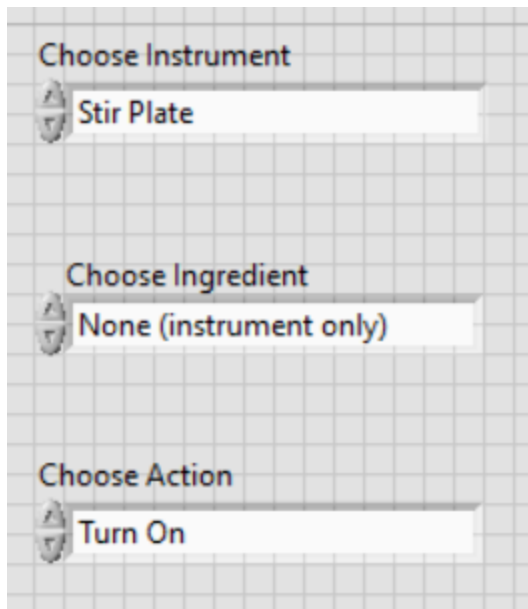 Choose Instrument
Stir Plate
Choose Ingredient
None (instrument only)
Choose Action
Turn On